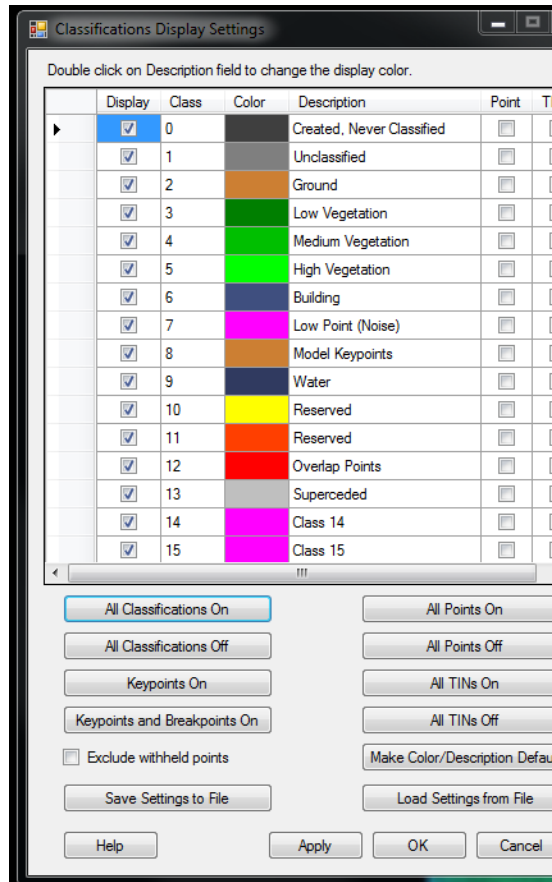 Classifications Display Settings
Double click on Description field to change the display color.
Display Class Color Description Point
0 Created, Never Classified
1 Unclassified
2 Ground
3 Low Vegetation
4 Medium Vegetation
5 High Vegetation
6 Building
7 Low Point (Noise)
8 Model Keypoints
9 Water
10 Reserved
11 Reserved
12 Overlap Points
13 Superceded
14 Class 14
15 Class 15
All Classifications On All Points On
All Classifications Off All Points Off
Keypoints On All TINs On
Keypoints and Breakpoints On All TINs Off
Exclude withheld points Make Color/Description Defau
Save Settings to File Load Settings from File
Help Apply OK Cancel